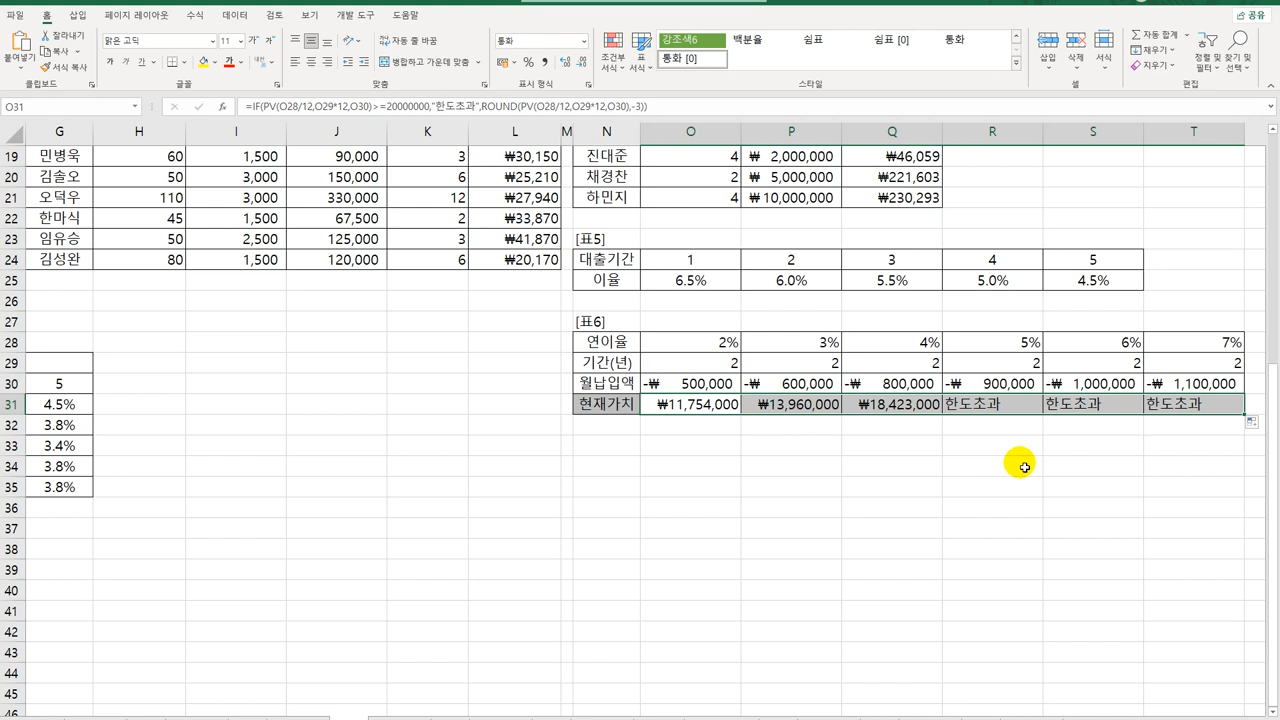 파일 홈 삽입 페이지 레이아웃 수식 데이터 검토 보기 개발 도구 도움말 공유
잘라내기 맑은 고딕 11 가 가 자동 줄 바꿈 통화 강조색6 백분율 쉼표 쉼표 [0] 통화 자동 합계
붙여넣기 복사 조건부 서식 표 서식 삽입 삭제 서식 채우기 정렬 및 필터 찾기 및 선택
서식 복사 가 가 가 병합하고 가운데 맞춤 % 통화 [0] 지우기
클립보드 글꼴 맞춤 표시 형식 스타일 셀 편집
O31 fx =IF(PV(O28/12,O29*12,O30)>=20000000,"한도초과",ROUND(PV(O28/12,O29*12,O30),-3))
G H I J K L M N O P Q R S T
19 민병욱 60 1,500 90,000 3 ₩30,150 진대준 4 ₩ 2,000,000 ₩46,059
20 김솔오 50 3,000 150,000 6 ₩25,210 채경찬 2 ₩ 5,000,000 ₩221,603
21 오덕우 110 3,000 330,000 12 ₩27,940 하민지 4 ₩ 10,000,000 ₩230,293
22 한마식 45 1,500 67,500 2 ₩33,870
23 임유승 50 2,500 125,000 3 ₩41,870 [표5]
24 김성완 80 1,500 120,000 6 ₩20,170 대출기간 1 2 3 4 5
25 이율 6.5% 6.0% 5.5% 5.0% 4.5%
26
27 [표6]
28 연이율 2% 3% 4% 5% 6% 7%
29 기간(년) 2 2 2 2 2 2
30 5 월납입액 -₩ 500,000 -₩ 600,000 -₩ 800,000 -₩ 900,000 -₩ 1,000,000 -₩ 1,100,000
31 4.5% 현재가치 ₩11,754,000 ₩13,960,000 ₩18,423,000 한도초과 한도초과 한도초과
32 3.8%
33 3.4%
34 3.8%
35 3.8%
36
37
38
39
40
41
42
43
44
45
46